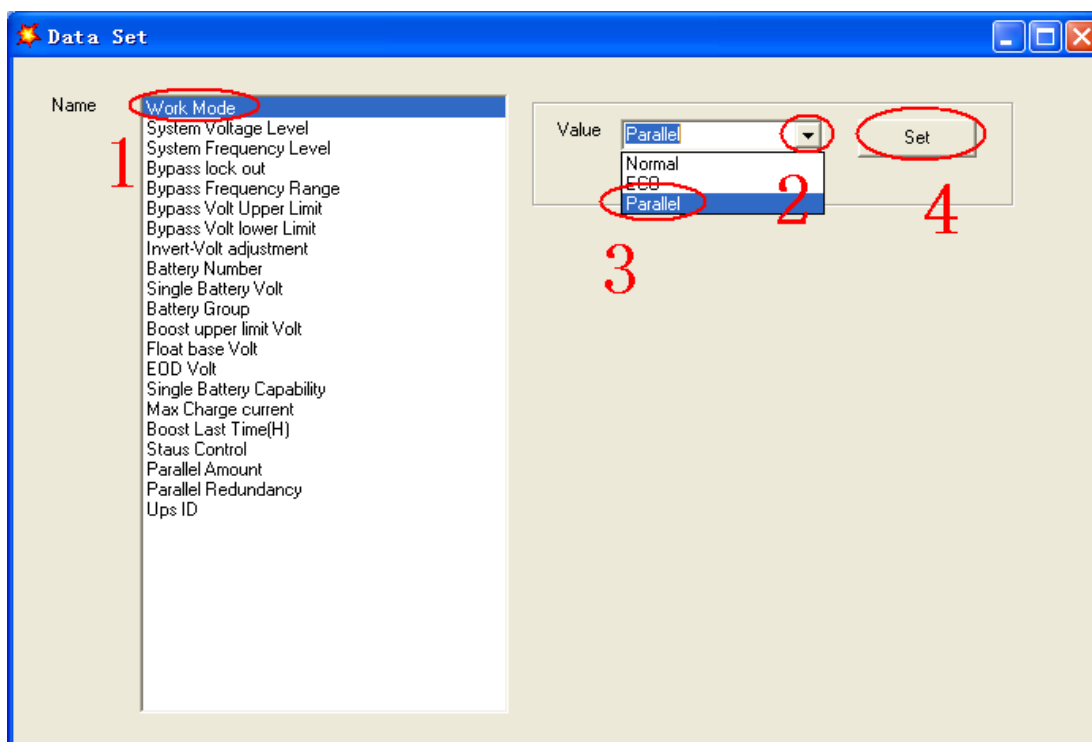 Data Set
Name
Work Mode
System Voltage Level
System Frequency Level
Bypass lock out
Bypass Frequency Range
Bypass Volt Upper Limit
Bypass Volt lower Limit
Invert-Volt adjustment
Battery Number
Single Battery Volt
Battery Group
Boost upper limit Volt
Float base Volt
EOD Volt
Single Battery Capability
Max Charge current
Boost Last Time(H)
Staus Control
Parallel Amount
Parallel Redundancy
Ups ID
1
Value
Parallel
Normal
ECO
Parallel
2
3
Set
4